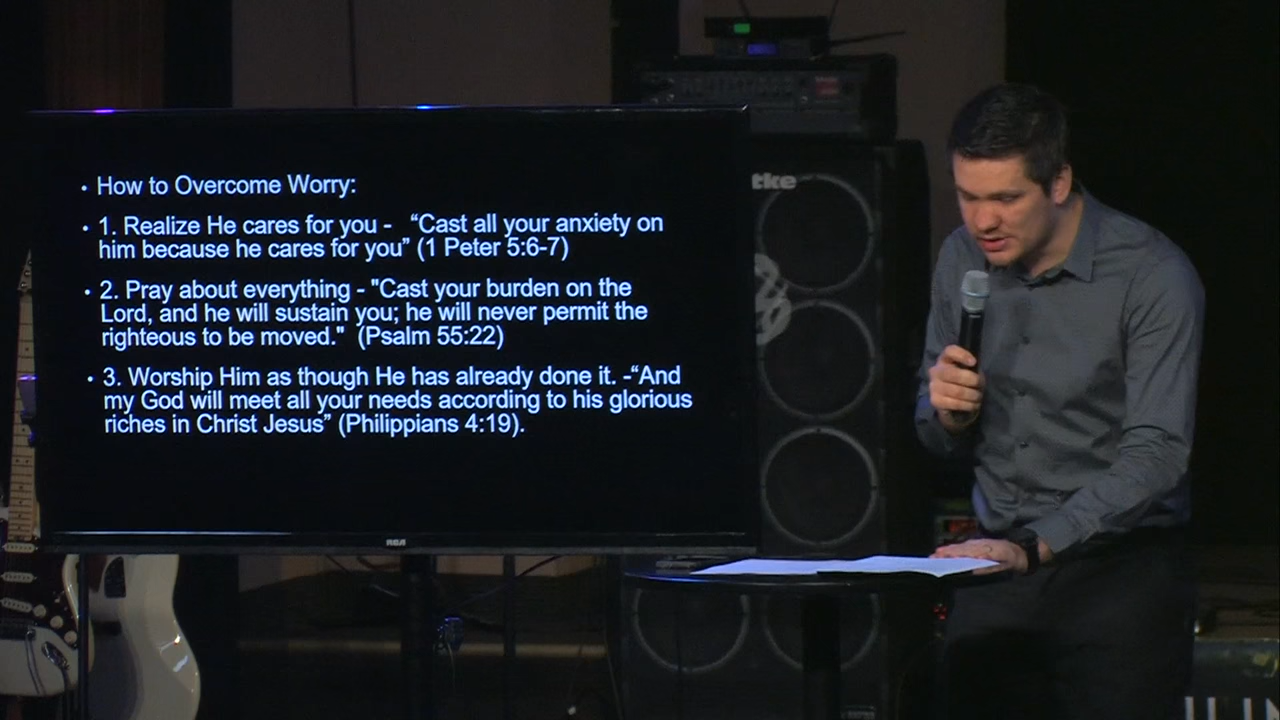 • How to Overcome Worry:
• 1. Realize He cares for you - “Cast all your anxiety on
him because he cares for you” (1 Peter 5:6-7)
• 2. Pray about everything - "Cast your burden on the
Lord, and he will sustain you; he will never permit the
righteous to be moved." (Psalm 55:22)
• 3. Worship Him as though He has already done it. -“And
my God will meet all your needs according to his glorious
riches in Christ Jesus” (Philippians 4:19).
RCA